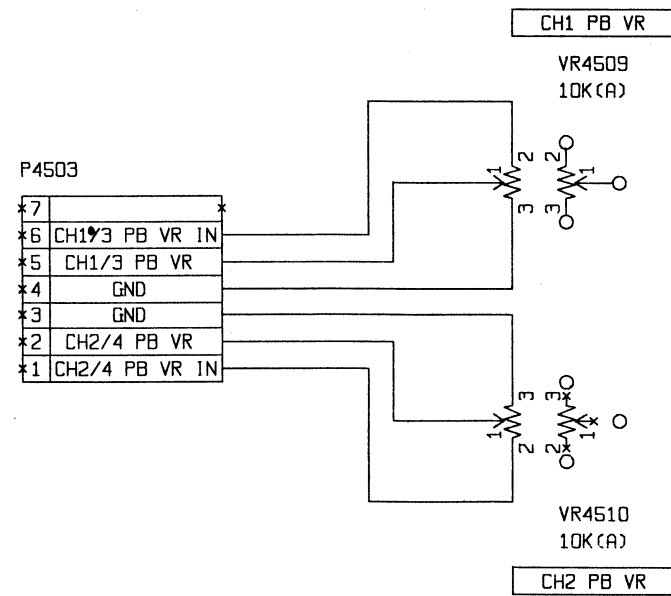 CH1 PB VR
VR4509
10K(A)
P4503
7
6 CH1/3 PB VR IN
5 CH1/3 PB VR
4 GND
3 GND
2 CH2/4 PB VR
1 CH2/4 PB VR IN
1 2 3
2 1 3
3 1 2
3 1 2
VR4510
10K(A)
CH2 PB VR